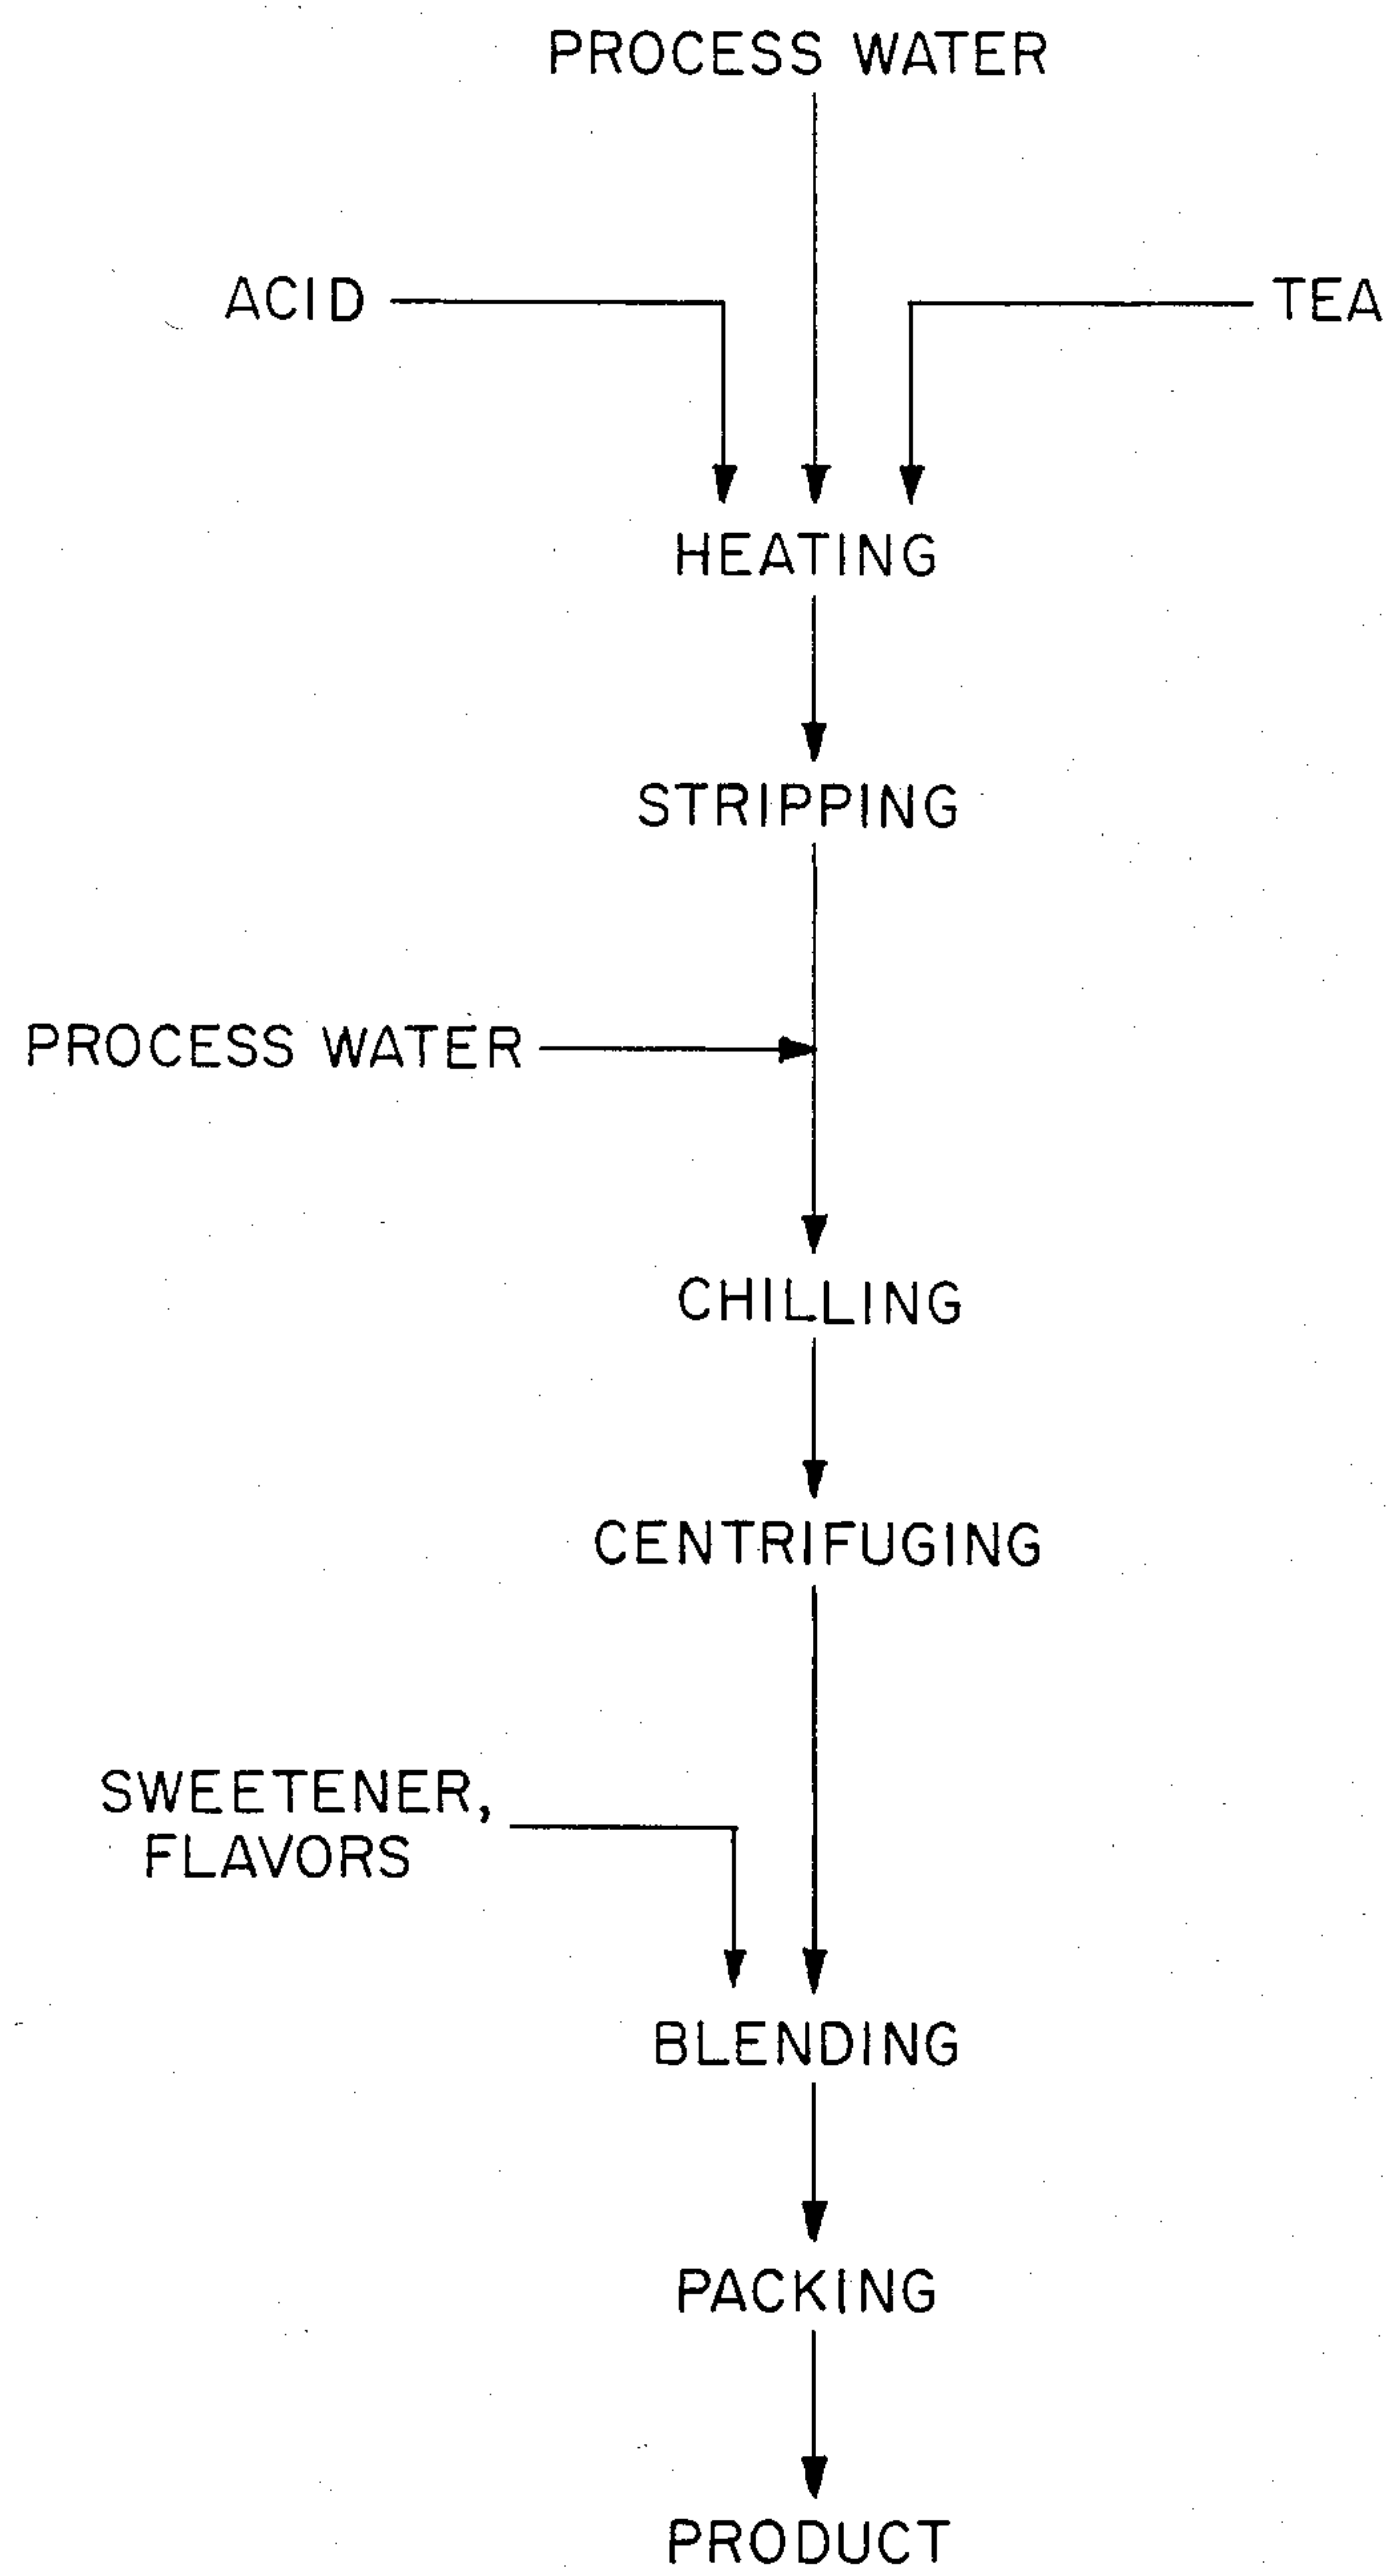 PROCESS WATER
ACID
TEA
HEATING
STRIPPING
PROCESS WATER
CHILLING
CENTRIFUGING
SWEETENER,
FLAVORS
BLENDING
PACKING
PRODUCT